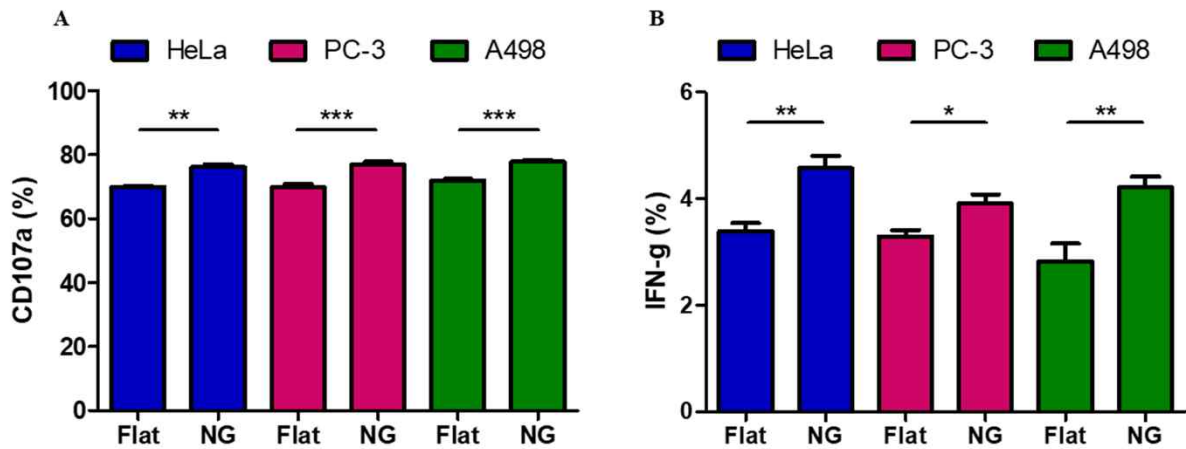 A
HeLa PC-3 A498
CD107a (%)
100
80
60
40
20
0
** *** ***
Flat NG Flat NG Flat NG
B
HeLa PC-3 A498
IFN-g (%)
6
4
2
0
** * **
Flat NG Flat NG Flat NG